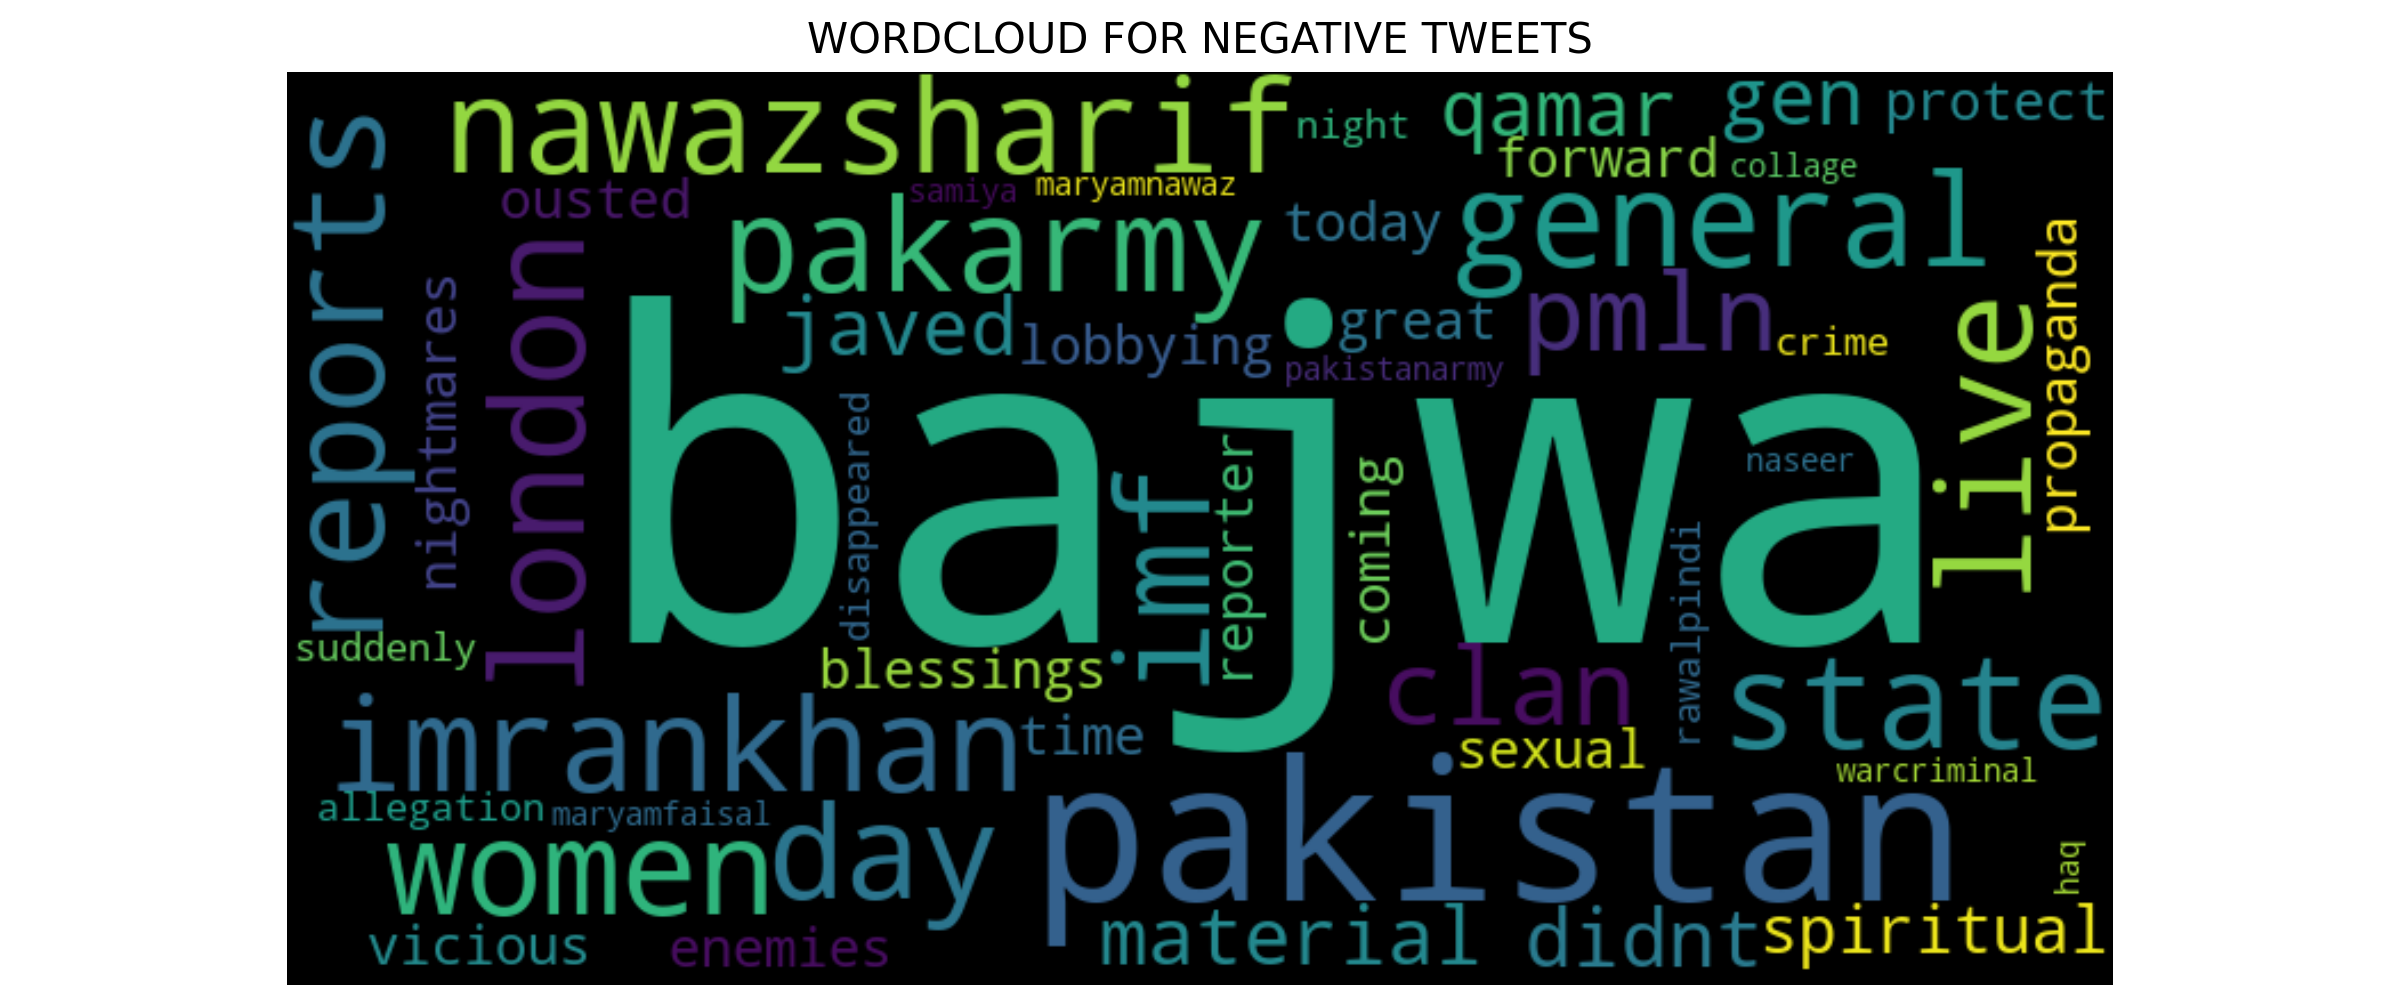 WORDCLOUD FOR NEGATIVE TWEETS
nawazsharif
night
qamar
gen
protect
forward
collage
reports
ousted
samiya
maryamnawaz
pakarmy
today
general
nightmares
london
javed
lobbying
great
pakistanarmy
pmln
crime
live
propaganda
bajwa
disappeared
imf
reporter
coming
naseer
rawalpindi
suddenly
blessings
clan
state
imrankhan
time
sexual
warcriminal
allegation
maryamfaisal
pakistan
women
day
haq
vicious
enemies
material
didnt
spiritual